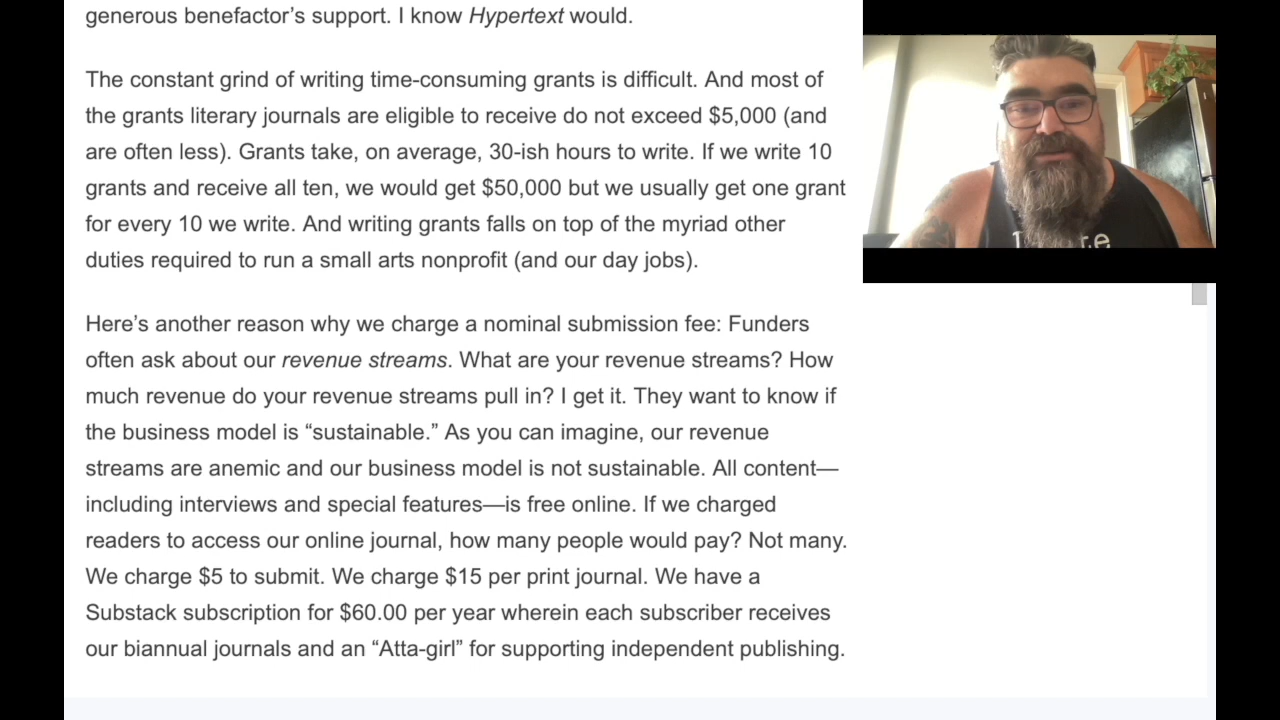 generous benefactor’s support. I know Hypertext would.
The constant grind of writing time-consuming grants is difficult. And most of
the grants literary journals are eligible to receive do not exceed $5,000 (and
are often less). Grants take, on average, 30-ish hours to write. If we write 10
grants and receive all ten, we would get $50,000 but we usually get one grant
for every 10 we write. And writing grants falls on top of the myriad other
duties required to run a small arts nonprofit (and our day jobs).
Here’s another reason why we charge a nominal submission fee: Funders
often ask about our revenue streams. What are your revenue streams? How
much revenue do your revenue streams pull in? I get it. They want to know if
the business model is “sustainable.” As you can imagine, our revenue
streams are anemic and our business model is not sustainable. All content—
including interviews and special features—is free online. If we charged
readers to access our online journal, how many people would pay? Not many.
We charge $5 to submit. We charge $15 per print journal. We have a
Substack subscription for $60.00 per year wherein each subscriber receives
our biannual journals and an “Atta-girl” for supporting independent publishing.